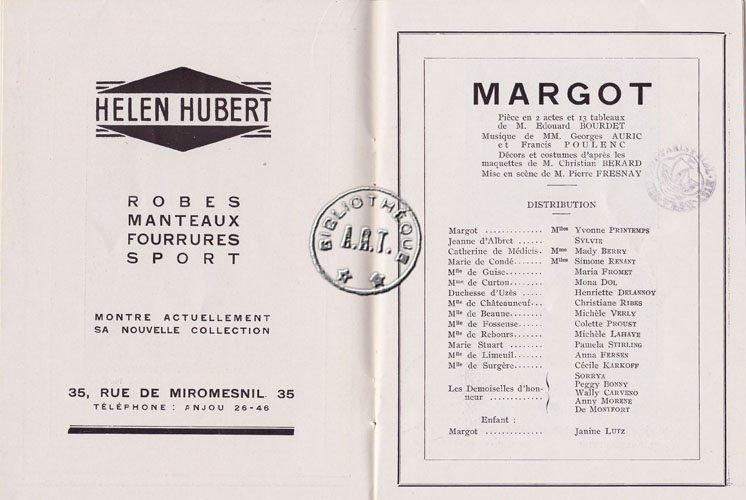 HELEN HUBERT
ROBES
MANTEAUX
FOURRURES
SPORT
MONTRE ACTUELLEMENT
SA NOUVELLE COLLECTION
35, RUE DE MIROMESNIL 35
TÉLÉPHONE : ANJOU 26-46
BIBLIOTHÈQUE
A.R.T.
MARGOT
Pièce en 2 actes et 13 tableaux
de M. Edouard BOURDET
Musique de MM. Georges AURIC
et Francis POULENC
Décors et costumes d'après les
maquettes de M. Christian BERARD
Mise en scène de M. Pierre FRESNAY
DISTRIBUTION
Margot .............. Mlles Yvonne PRINTEMPS
Jeanne d'Albret ...... SYLVIE
Catherine de Médicis. Mme Mady BERRY
Marie de Condé....... Mlles Simone RENANT
Mlle de Guise......... Maria FROMET
Mme de Curton........ Mona DOL
Duchesse d'Uzès ..... Henriette DELANNOY
Mlle de Châteauneuf... Christiane RIBES
Mlle de Beaune........ Michèle VERLY
Mlle de Fosseuse...... Colette PROUST
Mlle de Rebours....... Michèle LAHAYE
Marie Stuart ......... Pamela STIRLING
Mlle de Limeuil....... Anna FERSEN
Mlle de Surgère....... Cécile KARKOFF
Les Demoiselles d'hon-
neur ............
SORRYA
Peggy BONNY
Wally CARVENO
Anny MORENE
DE MONTFORT
Enfant :
Margot .............. Janine LUTZ